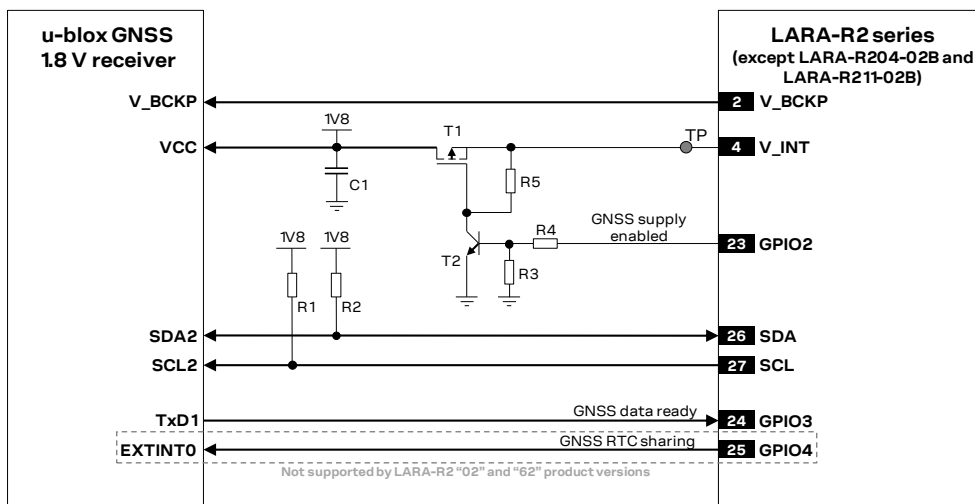 u-blox GNSS
1.8 V receiver
LARA-R2 series
(except LARA-R204-02B and
LARA-R211-02B)
V_BCKP
2 V_BCKP
1V8
T1
TP
VCC
4 V_INT
C1
R5
GNSS supply
enabled
R4
23 GPIO2
1V8
1V8
T2
R3
R1
R2
SDA2
26 SDA
SCL2
27 SCL
TxD1
GNSS data ready
24 GPIO3
EXTINT0
GNSS RTC sharing
25 GPIO4
Not supported by LARA-R2 “02” and “62” product versions